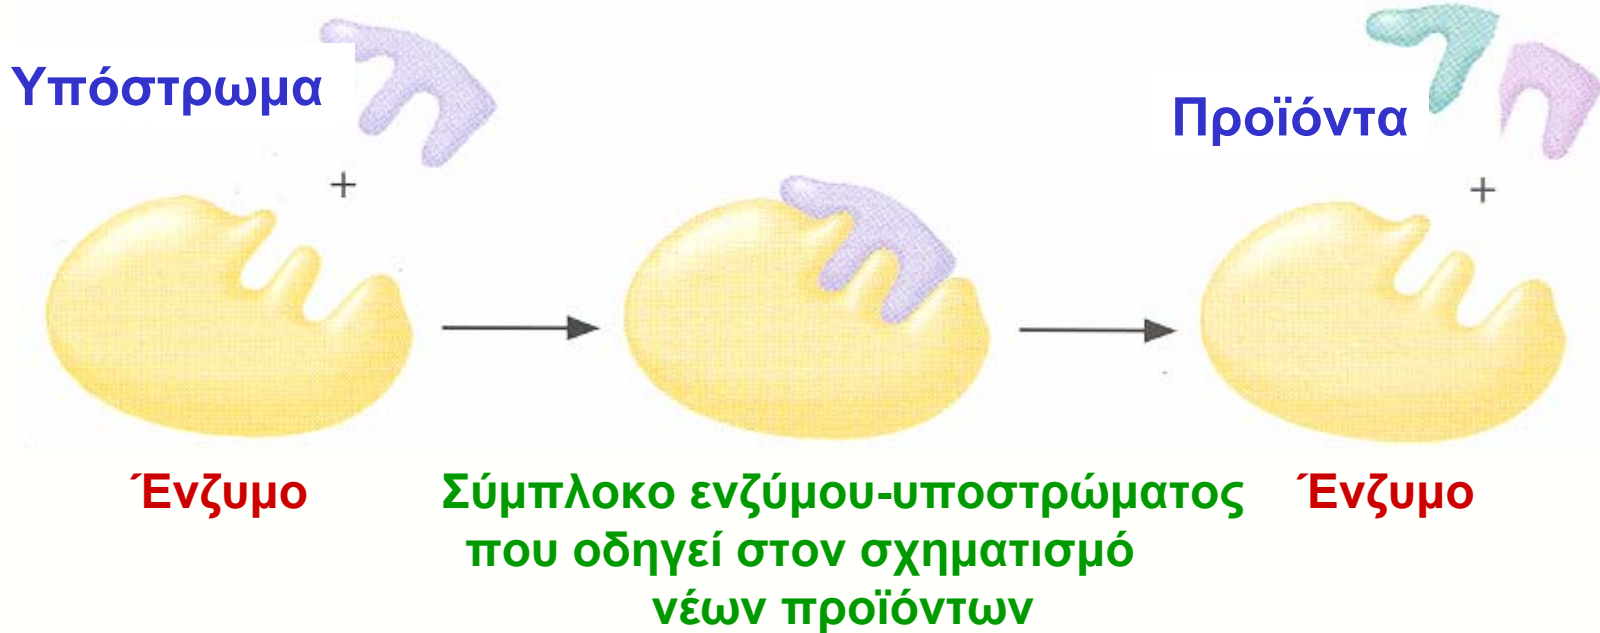 Υπόστρωμα
+
Προϊόντα
+
Ένζυμο
Σύμπλοκο ενζύμου-υποστρώματος
που οδηγεί στον σχηματισμό
νέων προϊόντων
Ένζυμο